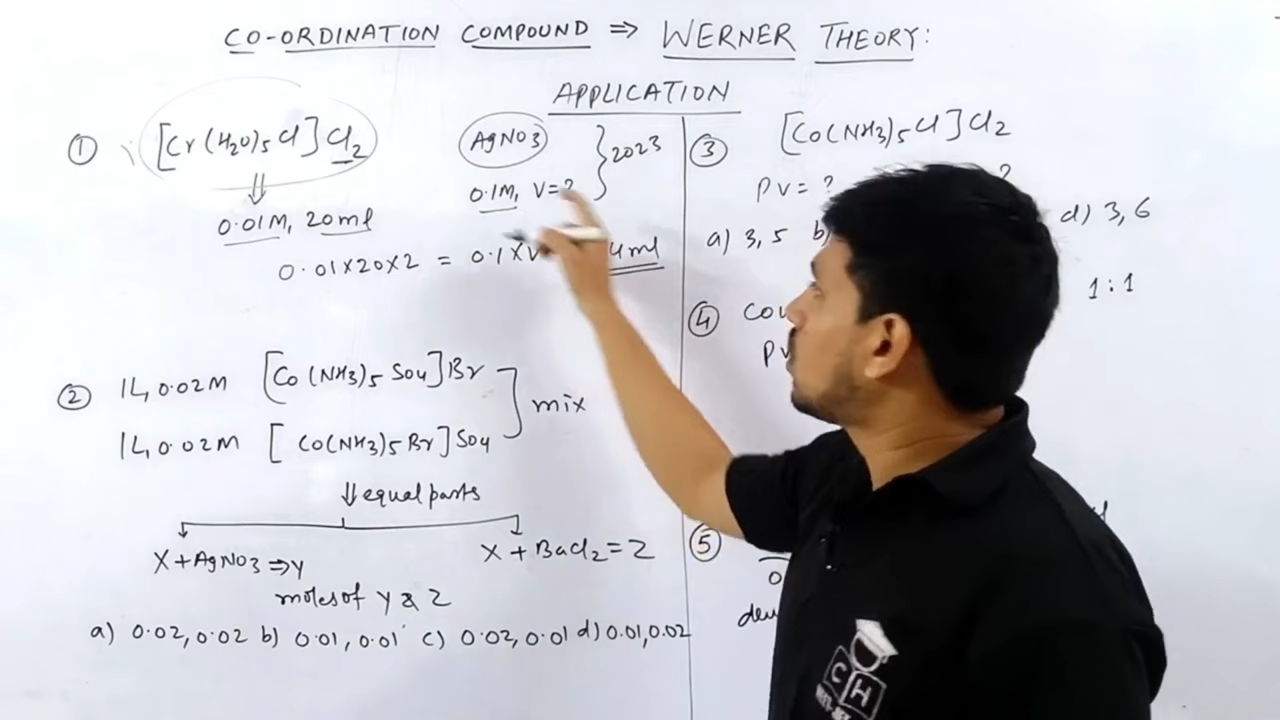 CO-ORDINATION COMPOUND ⇒ WERNER THEORY:
APPLICATION
① [Cr(H2O)5Cl]Cl2
⇓
0.01M, 20ml
AgNO3
0.1M, V=?
}2023
0.01×20×2 = 0.1×V
4ml
② 1L, 0.02M [Co(NH3)5SO4]Br
1L, 0.02M [Co(NH3)5Br]SO4
] mix
⇓ equal parts
X+AgNO3⇒Y
X+BaCl2=Z
moles of Y & Z
a) 0.02, 0.02 b) 0.01, 0.01 c) 0.02, 0.01 d) 0.01, 0.02
③ [Co(NH3)5Cl]Cl2
PV=? ?
a) 3, 5 b) d) 3, 6
④
1:1
PV
⑤
CH